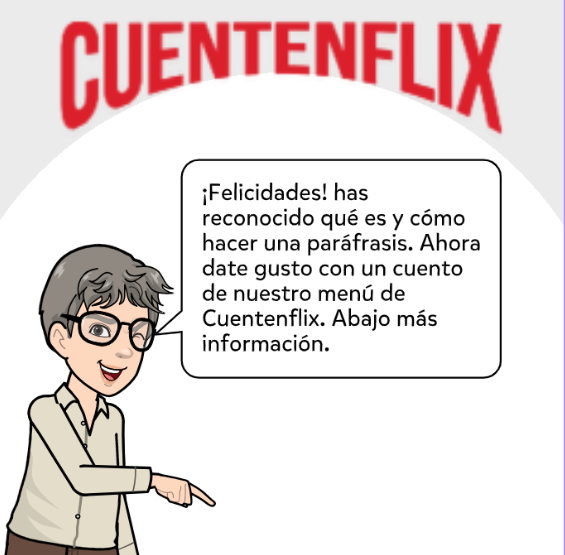 CUENTENFLIX
¡Felicidades! has
reconocido qué es y cómo
hacer una paráfrasis. Ahora
date gusto con un cuento
de nuestro menú de
Cuentenflix. Abajo más
información.